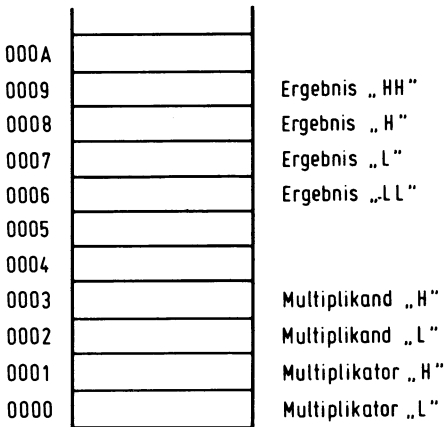 000A
0009 Ergebnis „HH"
0008 Ergebnis „H"
0007 Ergebnis „L"
0006 Ergebnis „LL"
0005
0004
0003 Multiplikand „H"
0002 Multiplikand „L"
0001 Multiplikator „H"
0000 Multiplikator „L"